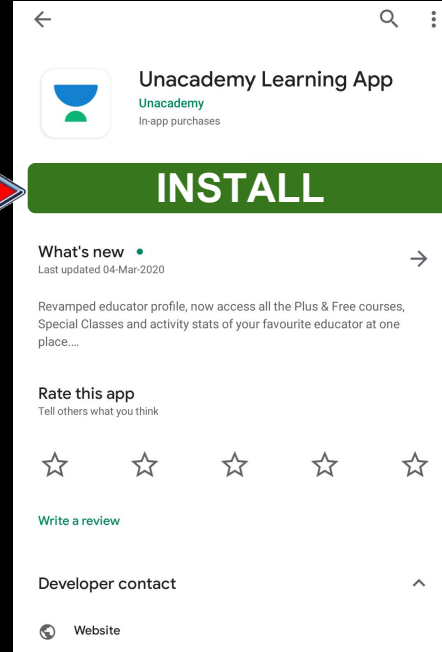 Unacademy Learning App
Unacademy
In-app purchases
INSTALL
What's new
Last updated 04-Mar-2020
Revamped educator profile, now access all the Plus & Free courses,
Special Classes and activity stats of your favourite educator at one
place....
Rate this app
Tell others what you think
Write a review
Developer contact
Website